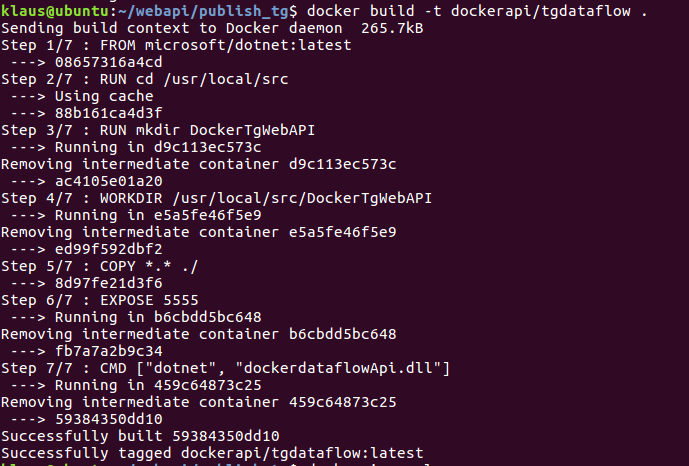 klaus@ubuntu:~/webapi/publish_tg$ docker build -t dockerapi/tgdataflow .
Sending build context to Docker daemon  265.7kB
Step 1/7 : FROM microsoft/dotnet:latest
 ---> 08657316a4cd
Step 2/7 : RUN cd /usr/local/src
 ---> Using cache
 ---> 88b161ca4d3f
Step 3/7 : RUN mkdir DockerTgWebAPI
 ---> Running in d9c113ec573c
Removing intermediate container d9c113ec573c
 ---> ac4105e01a20
Step 4/7 : WORKDIR /usr/local/src/DockerTgWebAPI
 ---> Running in e5a5fe46f5e9
Removing intermediate container e5a5fe46f5e9
 ---> ed99f592dbf2
Step 5/7 : COPY *.* ./
 ---> 8d97fe21d3f6
Step 6/7 : EXPOSE 5555
 ---> Running in b6cbdd5bc648
Removing intermediate container b6cbdd5bc648
 ---> fb7a7a2b9c34
Step 7/7 : CMD ["dotnet", "dockerdataflowApi.dll"]
 ---> Running in 459c64873c25
Removing intermediate container 459c64873c25
 ---> 59384350dd10
Successfully built 59384350dd10
Successfully tagged dockerapi/tgdataflow:latest